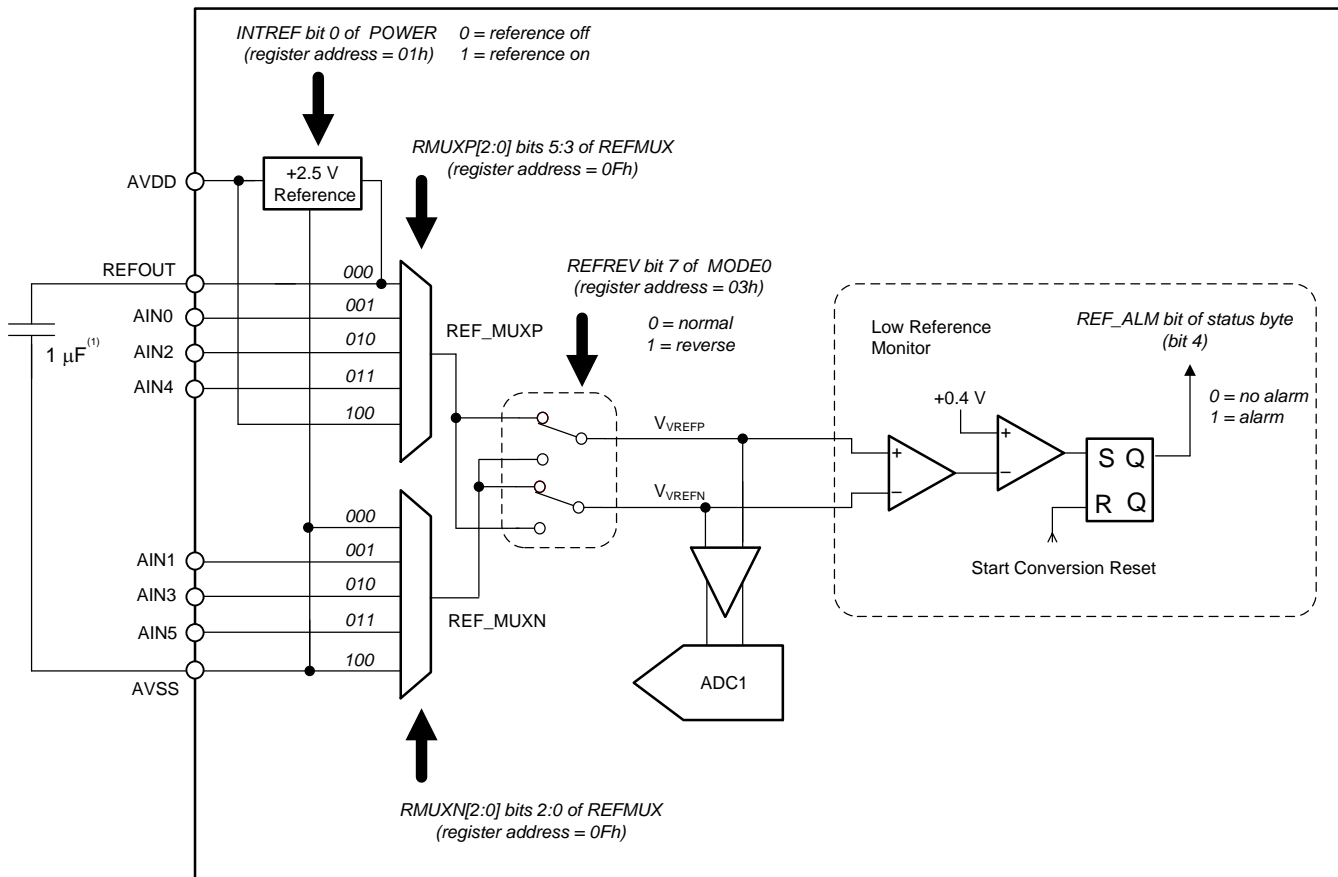 INTREF bit 0 of POWER 0 = reference off
(register address = 01h) 1 = reference on
RMUXP[2:0] bits 5:3 of REFMUX
(register address = 0Fh)
+2.5 V
Reference
AVDD
REFOUT
000
REFREV bit 7 of MODE0
(register address = 03h)
0 = normal
1 = reverse
AIN0
001
REF_MUXP
1 μF(1)
AIN2
010
AIN4
011
100
Low Reference
Monitor
REF_ALM bit of status byte
(bit 4)
+0.4 V
0 = no alarm
1 = alarm
VVREFP
+
−
+
−
S Q
R Q
VVREFN
Start Conversion Reset
000
AIN1
001
AIN3
010
REF_MUXN
AIN5
011
100
AVSS
ADC1
RMUXN[2:0] bits 2:0 of REFMUX
(register address = 0Fh)